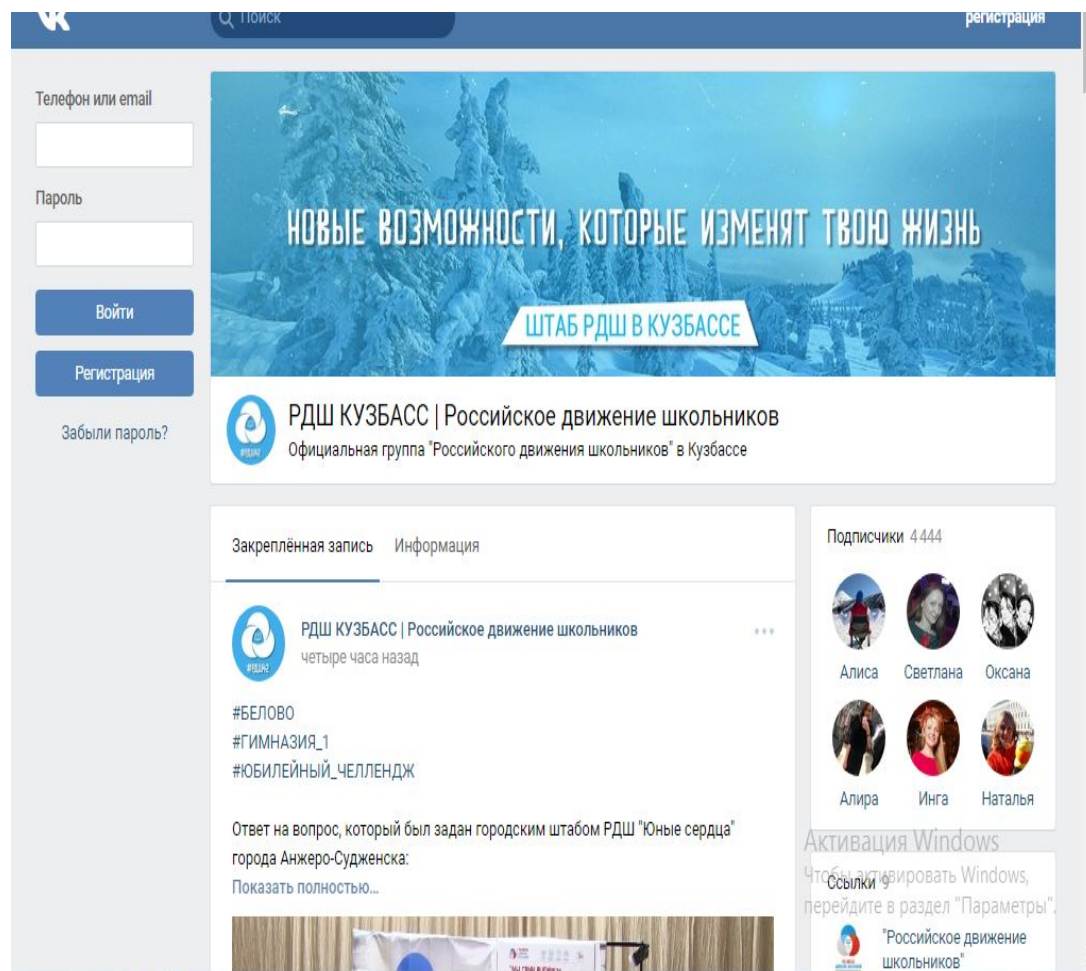 Поиск
регистрация
Телефон или email
Пароль
Войти
Регистрация
Забыли пароль?
НОВЫЕ ВОЗМОЖНОСТИ, КОТОРЫЕ ИЗМЕНЯТ ТВОЮ ЖИЗНЬ
ШТАБ РДШ В КУЗБАССЕ
РДШ КУЗБАСС | Российское движение школьников
Официальная группа "Российского движения школьников" в Кузбассе
Закреплённая запись Информация
РДШ КУЗБАСС | Российское движение школьников
четыре часа назад
#БЕЛОВО
#ГИМНАЗИЯ_1
#ЮБИЛЕЙНЫЙ_ЧЕЛЛЕНДЖ
Ответ на вопрос, который был задан городским штабом РДШ "Юные сердца"
города Анжеро-Судженска:
Показать полностью...
Подписчики 4 444
Алиса Светлана Оксана
Алира Инга Наталья
Активация Windows
Чтобы активировать Windows,
перейдите в раздел "Параметры".
Ссылки 9
"Российское движение
школьников"